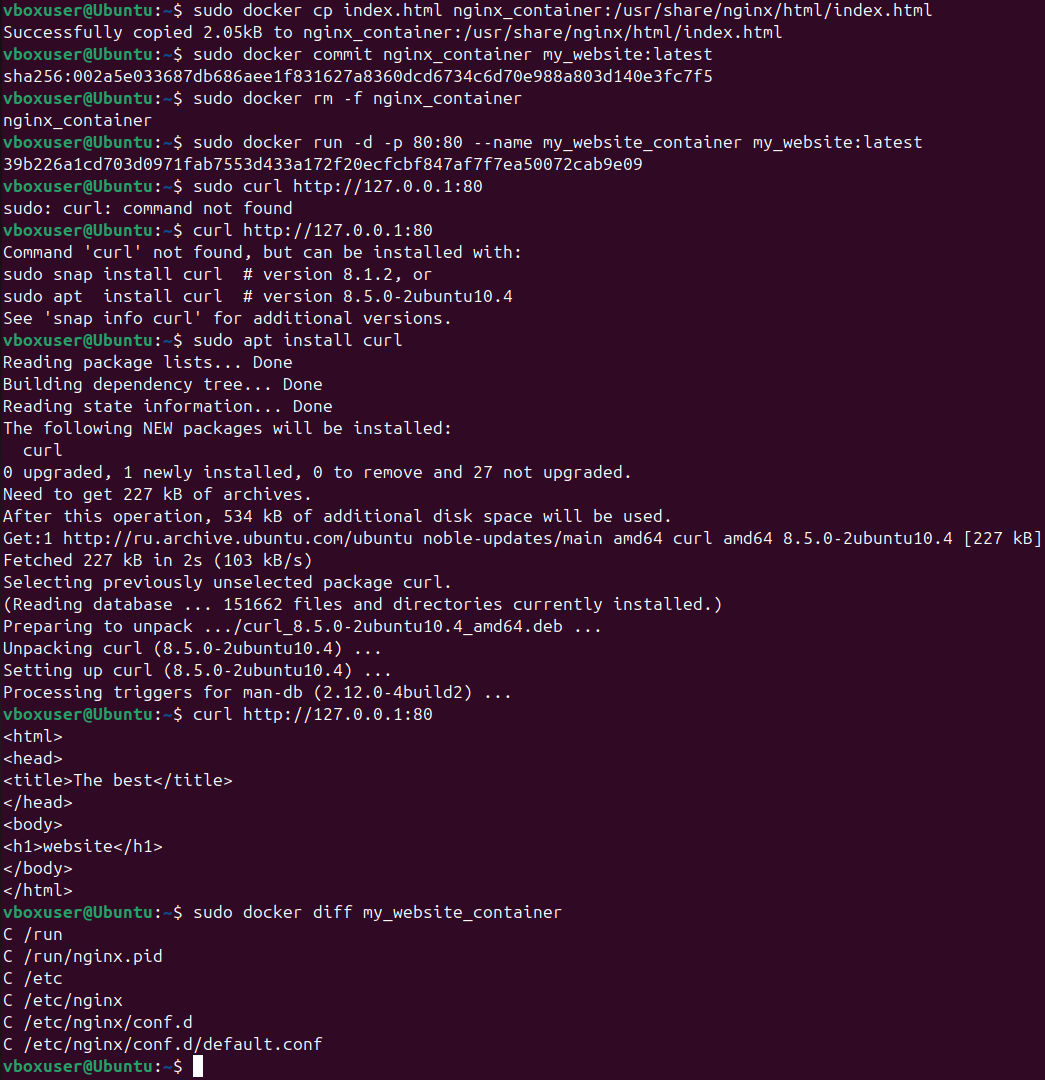 vboxuser@Ubuntu:~$ sudo docker cp index.html nginx_container:/usr/share/nginx/html/index.html
Successfully copied 2.05kB to nginx_container:/usr/share/nginx/html/index.html
vboxuser@Ubuntu:~$ sudo docker commit nginx_container my_website:latest
sha256:002a5e033687db686aee1f831627a8360dcd6734c6d70e988a803d140e3fc7f5
vboxuser@Ubuntu:~$ sudo docker rm -f nginx_container
nginx_container
vboxuser@Ubuntu:~$ sudo docker run -d -p 80:80 --name my_website_container my_website:latest
39b226a1cd703d0971fab7553d433a172f20ecfcbf847af7f7ea50072cab9e09
vboxuser@Ubuntu:~$ sudo curl http://127.0.0.1:80
sudo: curl: command not found
vboxuser@Ubuntu:~$ curl http://127.0.0.1:80
Command 'curl' not found, but can be installed with:
sudo snap install curl  # version 8.1.2, or
sudo apt  install curl  # version 8.5.0-2ubuntu10.4
See 'snap info curl' for additional versions.
vboxuser@Ubuntu:~$ sudo apt install curl
Reading package lists... Done
Building dependency tree... Done
Reading state information... Done
The following NEW packages will be installed:
  curl
0 upgraded, 1 newly installed, 0 to remove and 27 not upgraded.
Need to get 227 kB of archives.
After this operation, 534 kB of additional disk space will be used.
Get:1 http://ru.archive.ubuntu.com/ubuntu noble-updates/main amd64 curl amd64 8.5.0-2ubuntu10.4 [227 kB]
Fetched 227 kB in 2s (103 kB/s)
Selecting previously unselected package curl.
(Reading database ... 151662 files and directories currently installed.)
Preparing to unpack .../curl_8.5.0-2ubuntu10.4_amd64.deb ...
Unpacking curl (8.5.0-2ubuntu10.4) ...
Setting up curl (8.5.0-2ubuntu10.4) ...
Processing triggers for man-db (2.12.0-4build2) ...
vboxuser@Ubuntu:~$ curl http://127.0.0.1:80
<html>
<head>
<title>The best</title>
</head>
<body>
<h1>website</h1>
</body>
</html>
vboxuser@Ubuntu:~$ sudo docker diff my_website_container
C /run
C /run/nginx.pid
C /etc
C /etc/nginx
C /etc/nginx/conf.d
C /etc/nginx/conf.d/default.conf
vboxuser@Ubuntu:~$